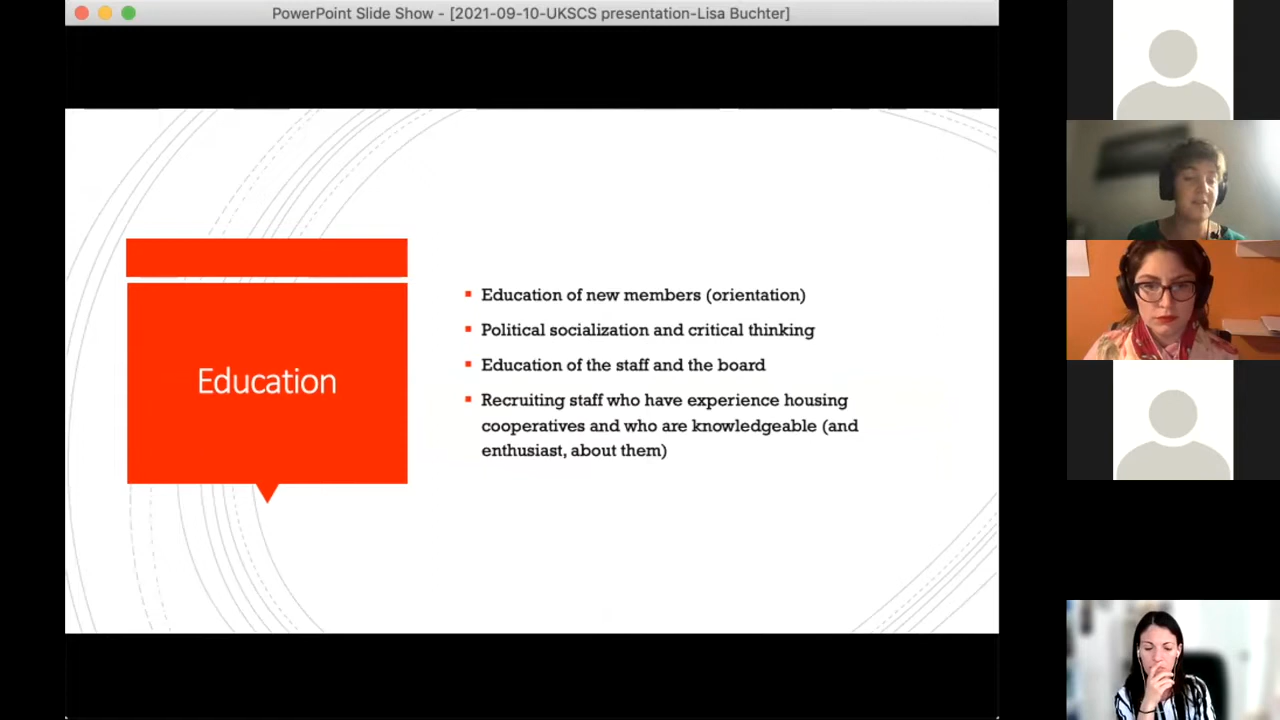 PowerPoint Slide Show - [2021-09-10-UKSCS presentation-Lisa Buchter]
Education
Education of new members (orientation)
Political socialization and critical thinking
Education of the staff and the board
Recruiting staff who have experience housing
cooperatives and who are knowledgeable (and
enthusiast, about them)